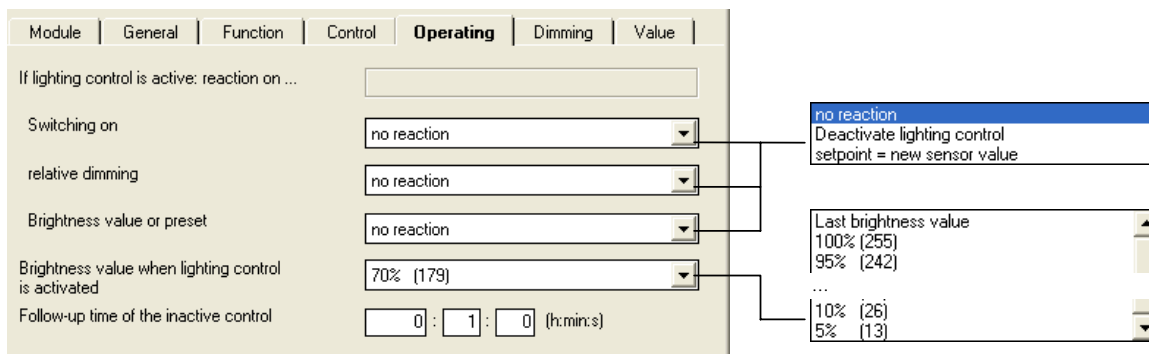 Module General Function Control Operating Dimming Value
If lighting control is active: reaction on ...
Switching on no reaction
relative dimming no reaction
Brightness value or preset no reaction
Brightness value when lighting control
is activated 70% (179)
Follow-up time of the inactive control 0 : 1 : 0 (h:min:s)
no reaction
Deactivate lighting control
setpoint = new sensor value
Last brightness value
100% (255)
95% (242)
...
10% (26)
5% (13)